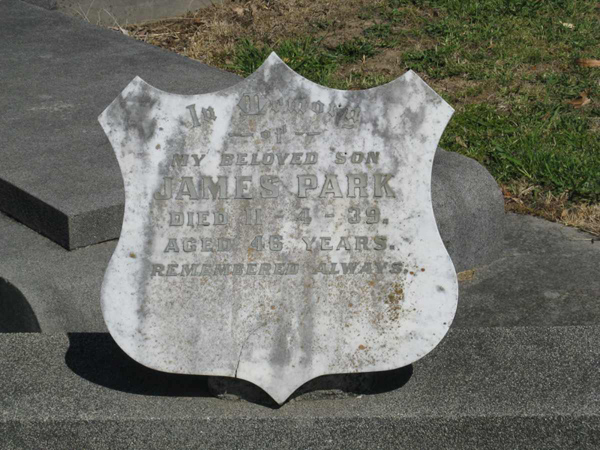 In Memory
of
MY BELOVED SON
JAMES PARK
DIED 11-4-39.
AGED 46 YEARS.
REMEMBERED ALWAYS.